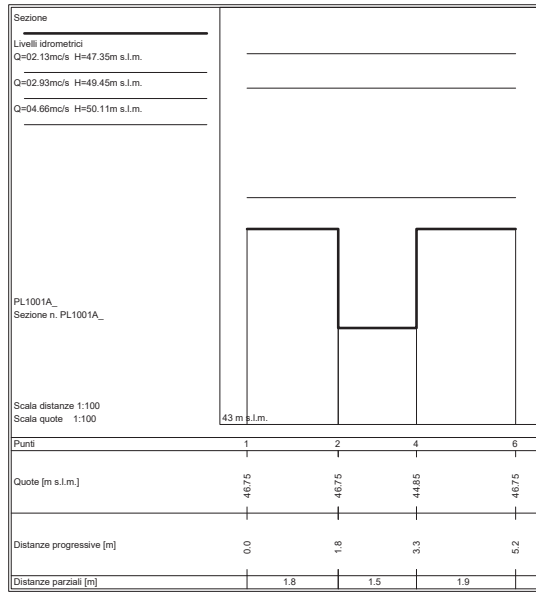 Sezione
Livelli idrometrici
Q=02.13mc/s H=47.35m s.l.m.
Q=02.93mc/s H=49.45m s.l.m.
Q=04.66mc/s H=50.11m s.l.m.
PL1001A_
Sezione n. PL1001A_
Scala distanze 1:100
Scala quote 1:100
43 m s.l.m.
Punti 1 2 4 6
Quote [m s.l.m.] 46.75 46.75 44.85 46.75
Distanze progressive [m] 0.0 1.8 3.3 5.2
Distanze parziali [m] 1.8 1.5 1.9